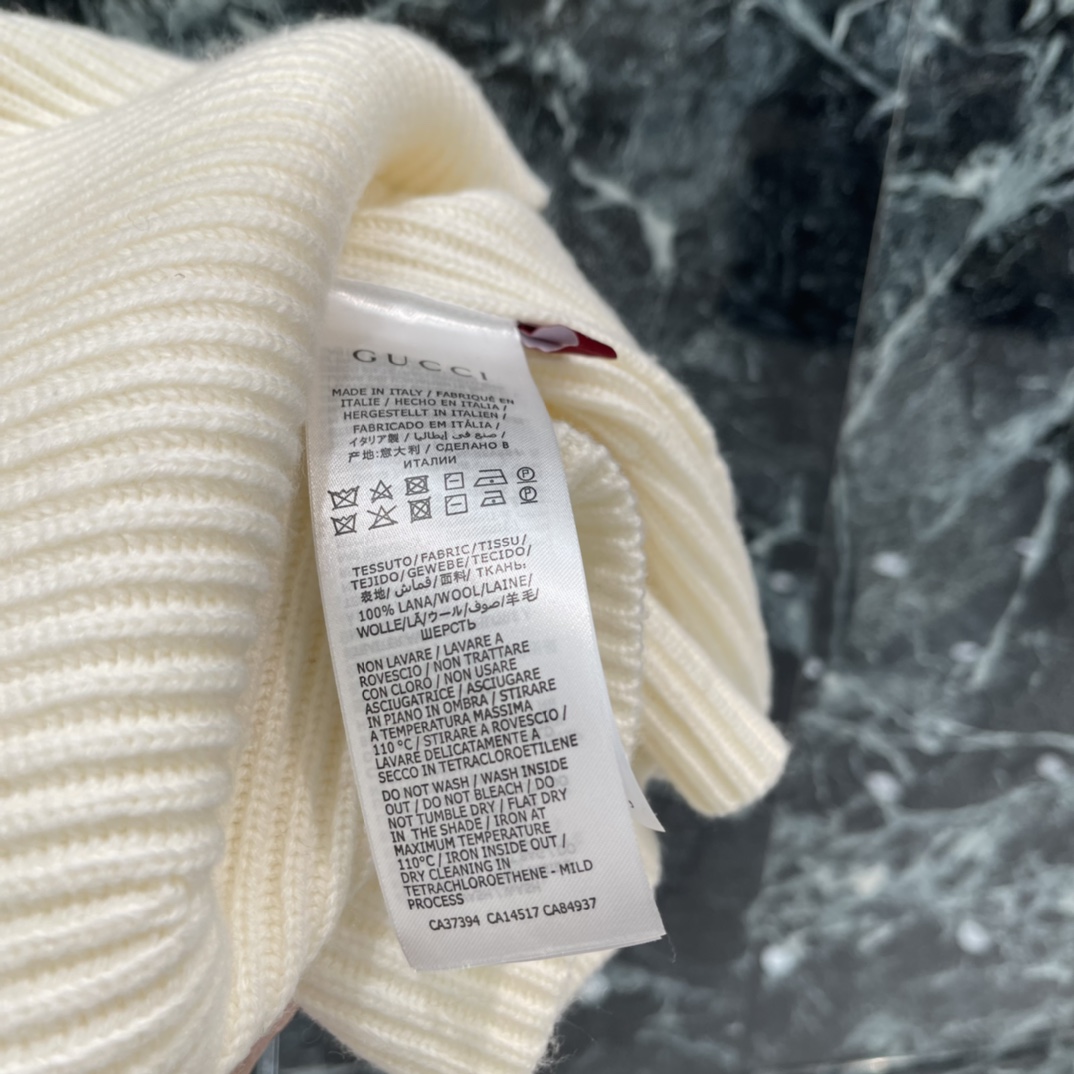 GUCCI
MADE IN ITALY / FABRIQUÉ EN
ITALIE / HECHO EN ITALIA /
HERGESTELLT IN ITALIEN /
FABRICADO EM ITÁLIA /
イタリア製 / صنع في إيطاليا /
产地:意大利 / СДЕЛАНО В
ИТАЛИИ
TESSUTO/FABRIC/TISSU/
TEJIDO/GEWEBE/TECIDO/
表地/قماش/面料/ ТКАНЬ:
100% LANA/WOOL/LAINE/
WOLLE/LÃ/ウール/صوف/羊毛/
ШЕРСТЬ
NON LAVARE / LAVARE A
ROVESCIO / NON TRATTARE
CON CLORO / NON USARE
ASCIUGATRICE / ASCIUGARE
IN PIANO IN OMBRA / STIRARE
A TEMPERATURA MASSIMA
110 °C / STIRARE A ROVESCIO /
LAVARE DELICATAMENTE A
SECCO IN TETRACLOROETILENE
DO NOT WASH / WASH INSIDE
OUT / DO NOT BLEACH / DO
NOT TUMBLE DRY / FLAT DRY
IN THE SHADE / IRON AT
MAXIMUM TEMPERATURE
110°C / IRON INSIDE OUT /
DRY CLEANING IN
TETRACHLOROETHENE - MILD
PROCESS
CA37394 CA14517 CA84937